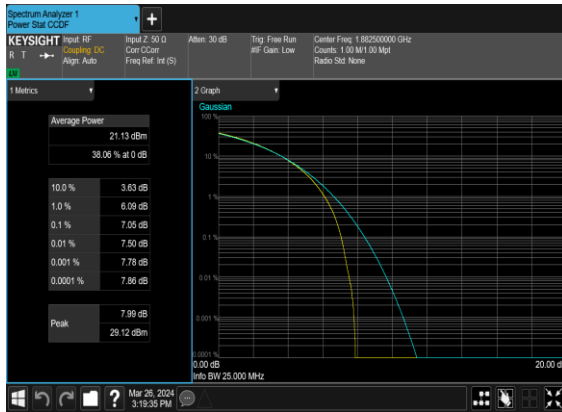 Spectrum Analyzer 1
Power Stat CCDF
KEYSIGHT
R T
Input: RF
Coupling: DC
Align: Auto
Input Z: 50 Ω
Corr CCorr
Freq Ref: Int (S)
Atten: 30 dB
Trig: Free Run
#IF Gain: Low
Center Freq: 1.882500000 GHz
Counts: 1.00 M/1.00 Mpt
Radio Std: None
1 Metrics
Average Power
21.13 dBm
38.06 % at 0 dB
10.0 % 3.63 dB
1.0 % 6.09 dB
0.1 % 7.05 dB
0.01 % 7.50 dB
0.001 % 7.78 dB
0.0001 % 7.86 dB
Peak
7.99 dB
29.12 dBm
2 Graph
Gaussian
100 %
10 %
1 %
0.1 %
0.01 %
0.001 %
0.0001 %
0.00 dB
20.00 d
Info BW 25.000 MHz
?
Mar 26, 2024
3:19:35 PM